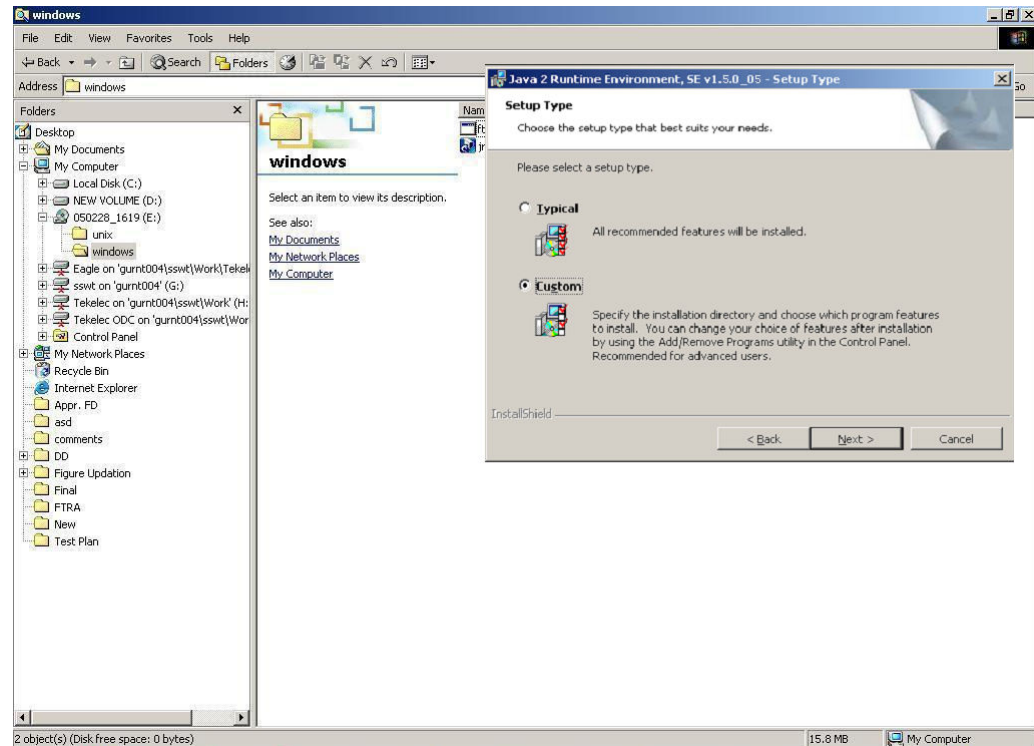 windows
File Edit View Favorites Tools Help
Back Search Folders
Address windows
Folders
Desktop
My Documents
My Computer
Local Disk (C:)
NEW VOLUME (D:)
050228_1619 (E:)
unix
windows
Eagle on 'gurnt004\sswt\Work\Tekel
sswt on 'gurnt004' (G:)
Tekelec on 'gurnt004\sswt\Work' (H:
Tekelec ODC on 'gurnt004\sswt\Wor
Control Panel
My Network Places
Recycle Bin
Internet Explorer
Appr. FD
asd
comments
DD
Figure Updation
Final
FTRA
New
Test Plan
windows
Select an item to view its description.
See also:
My Documents
My Network Places
My Computer
Nam
Java 2 Runtime Environment, SE v1.5.0_05 - Setup Type
Setup Type
Choose the setup type that best suits your needs.
Please select a setup type.
Typical
All recommended features will be installed.
Custom
Specify the installation directory and choose which program features
to install. You can change your choice of features after installation
by using the Add/Remove Programs utility in the Control Panel.
Recommended for advanced users.
InstallShield
< Back Next > Cancel
2 object(s) (Disk free space: 0 bytes) 15.8 MB My Computer